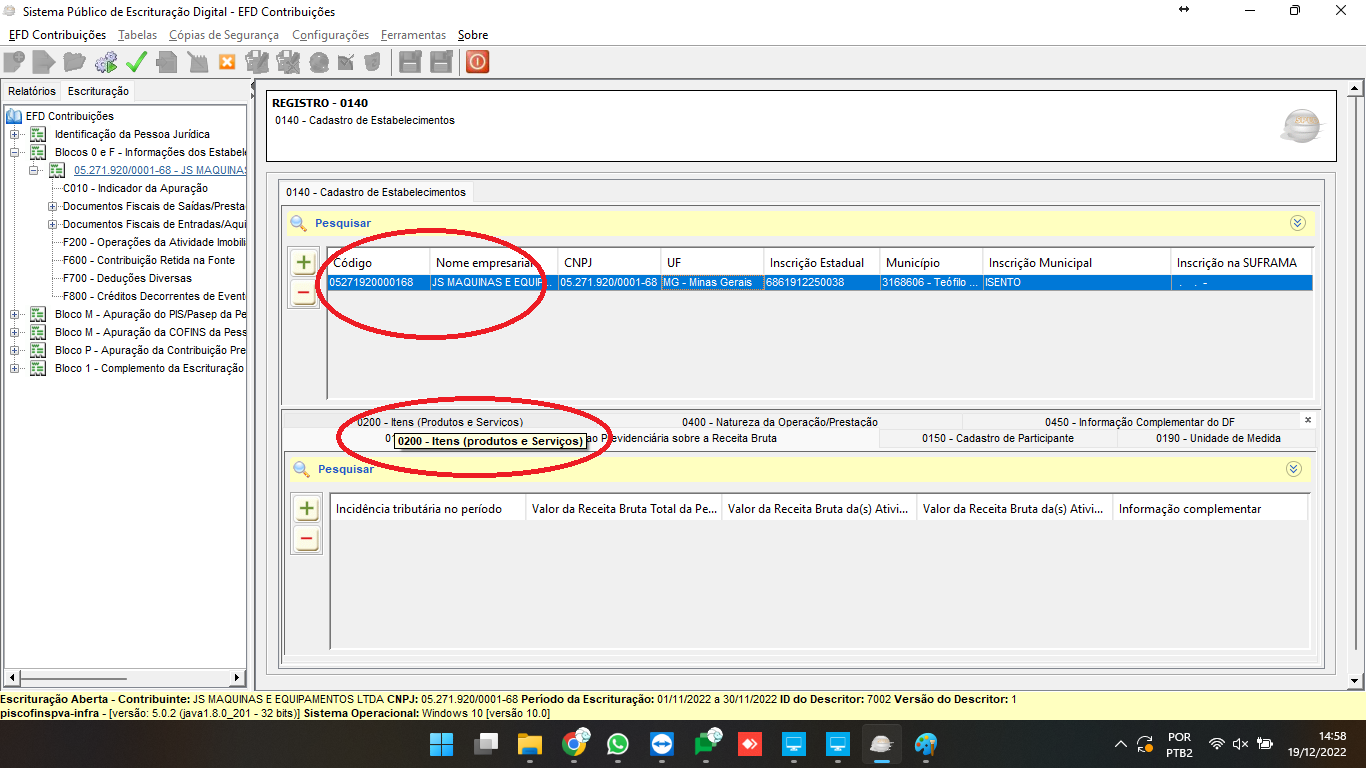 Sistema Público de Escrituração Digital - EFD Contribuições
EFD Contribuições Tabelas Cópias de Segurança Configurações Ferramentas Sobre
Relatórios Escrituração
EFD Contribuições
Identificação da Pessoa Jurídica
Blocos 0 e F - Informações dos Estabel
05.271.920/0001-68 - JS MAQUINAS
C010 - Indicador da Apuração
Documentos Fiscais de Saídas/Presta
Documentos Fiscais de Entradas/Aqui
F200 - Operações da Atividade Imobili
F600 - Contribuição Retida na Fonte
F700 - Deduções Diversas
F800 - Créditos Decorrentes de Event
Bloco M - Apuração do PIS/Pasep da Pe
Bloco M - Apuração da COFINS da Pess
Bloco P - Apuração da Contribuição Pre
Bloco 1 - Complemento da Escrituração
REGISTRO - 0140
0140 - Cadastro de Estabelecimentos
0140 - Cadastro de Estabelecimentos
Pesquisar
Código Nome empresarial CNPJ UF Inscrição Estadual Município Inscrição Municipal Inscrição na SUFRAMA
05271920000168 JS MAQUINAS E EQUIP... 05.271.920/0001-68 MG - Minas Gerais 6861912250038 3168606 - Teófilo ... ISENTO . . -
0200 - Itens (Produtos e Serviços) 0400 - Natureza da Operação/Prestação 0450 - Informação Complementar do DF
0200 - Itens (produtos e Serviços) ao Previdenciária sobre a Receita Bruta 0150 - Cadastro de Participante 0190 - Unidade de Medida
Pesquisar
Incidência tributária no período Valor da Receita Bruta Total da Pe... Valor da Receita Bruta da(s) Ativi... Valor da Receita Bruta da(s) Ativi... Informação complementar
Escrituração Aberta - Contribuinte: JS MAQUINAS E EQUIPAMENTOS LTDA CNPJ: 05.271.920/0001-68 Período da Escrituração: 01/11/2022 a 30/11/2022 ID do Descritor: 7002 Versão do Descritor: 1
piscofinspva-infra - [versão: 5.0.2 (java1.8.0_201 - 32 bits)] Sistema Operacional: Windows 10 [versão 10.0]
POR
PTB2
14:58
19/12/2022